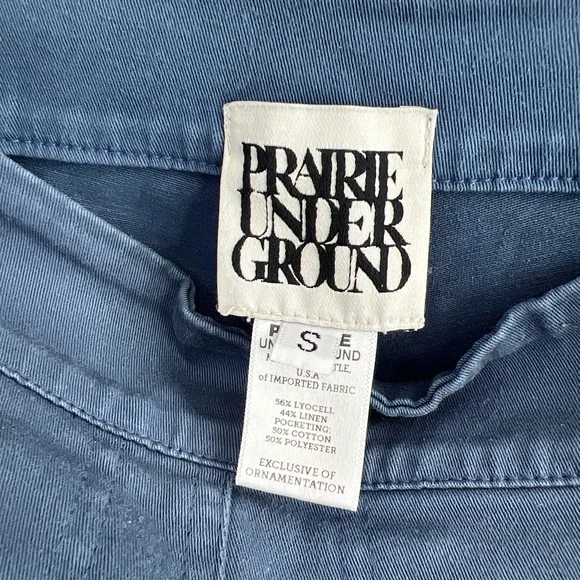 PRAIRIE
UNDER
GROUND
S
U.S.A
of IMPORTED FABRIC
56% LYOCELL
44% LINEN
POCKETING:
50% COTTON
50% POLYESTER
EXCLUSIVE OF
ORNAMENTATION